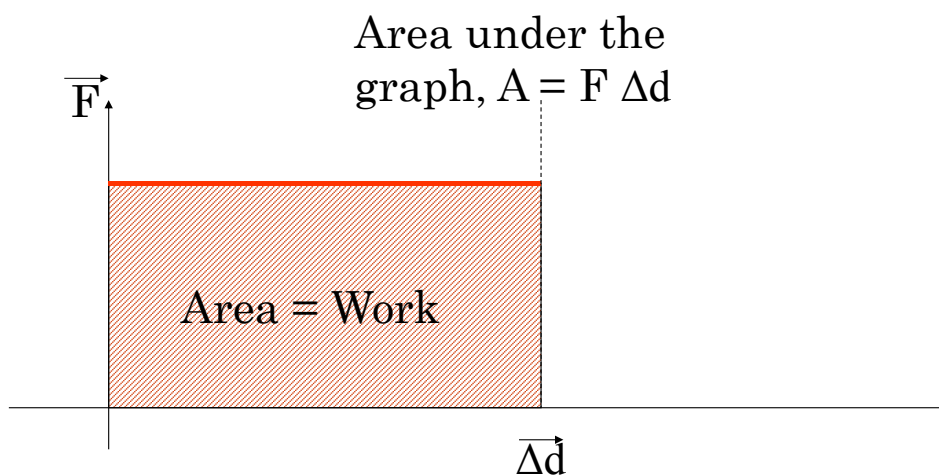 Area under the
graph, A = F Δd
F
Area = Work
Δd